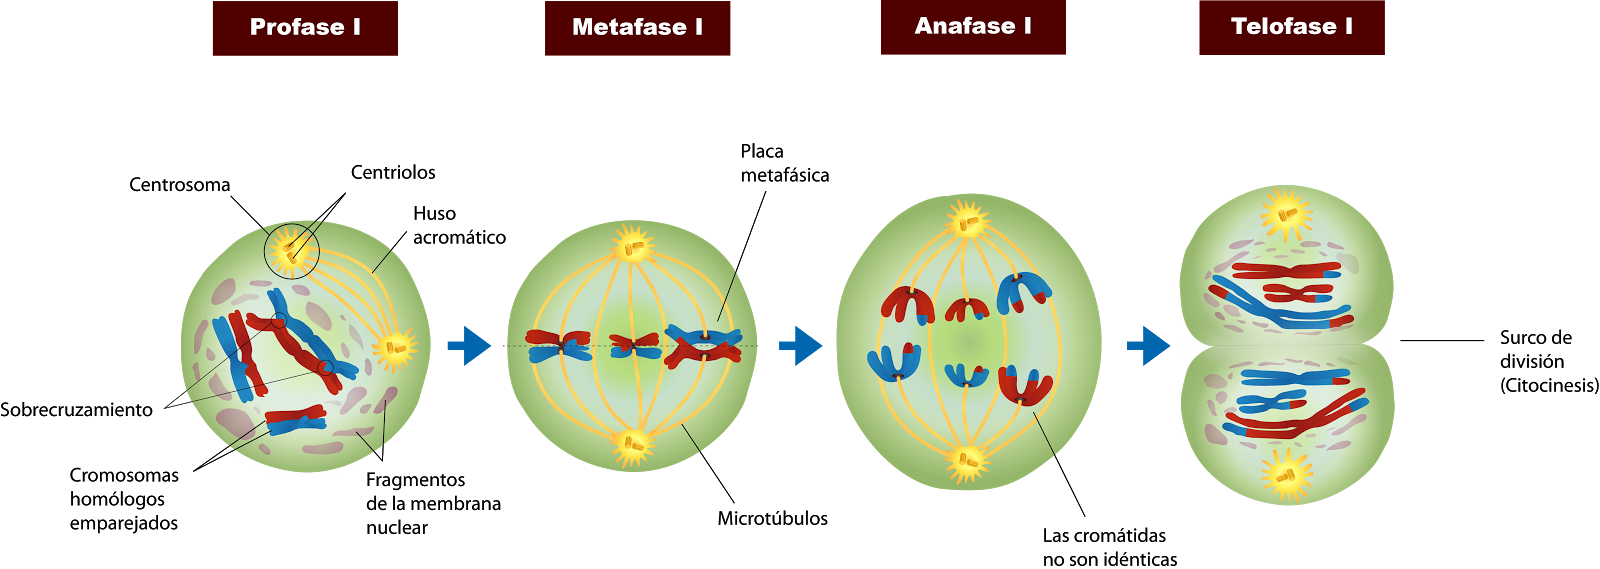 Profase I
Metafase I
Anafase I
Telofase I
Centrosoma
Centriolos
Huso
acromático
Sobrecruzamiento
Cromosomas
homólogos
emparejados
Fragmentos
de la membrana
nuclear
Placa
metafásica
Microtúbulos
Las cromátidas
no son idénticas
Surco de
división
(Citocinesis)